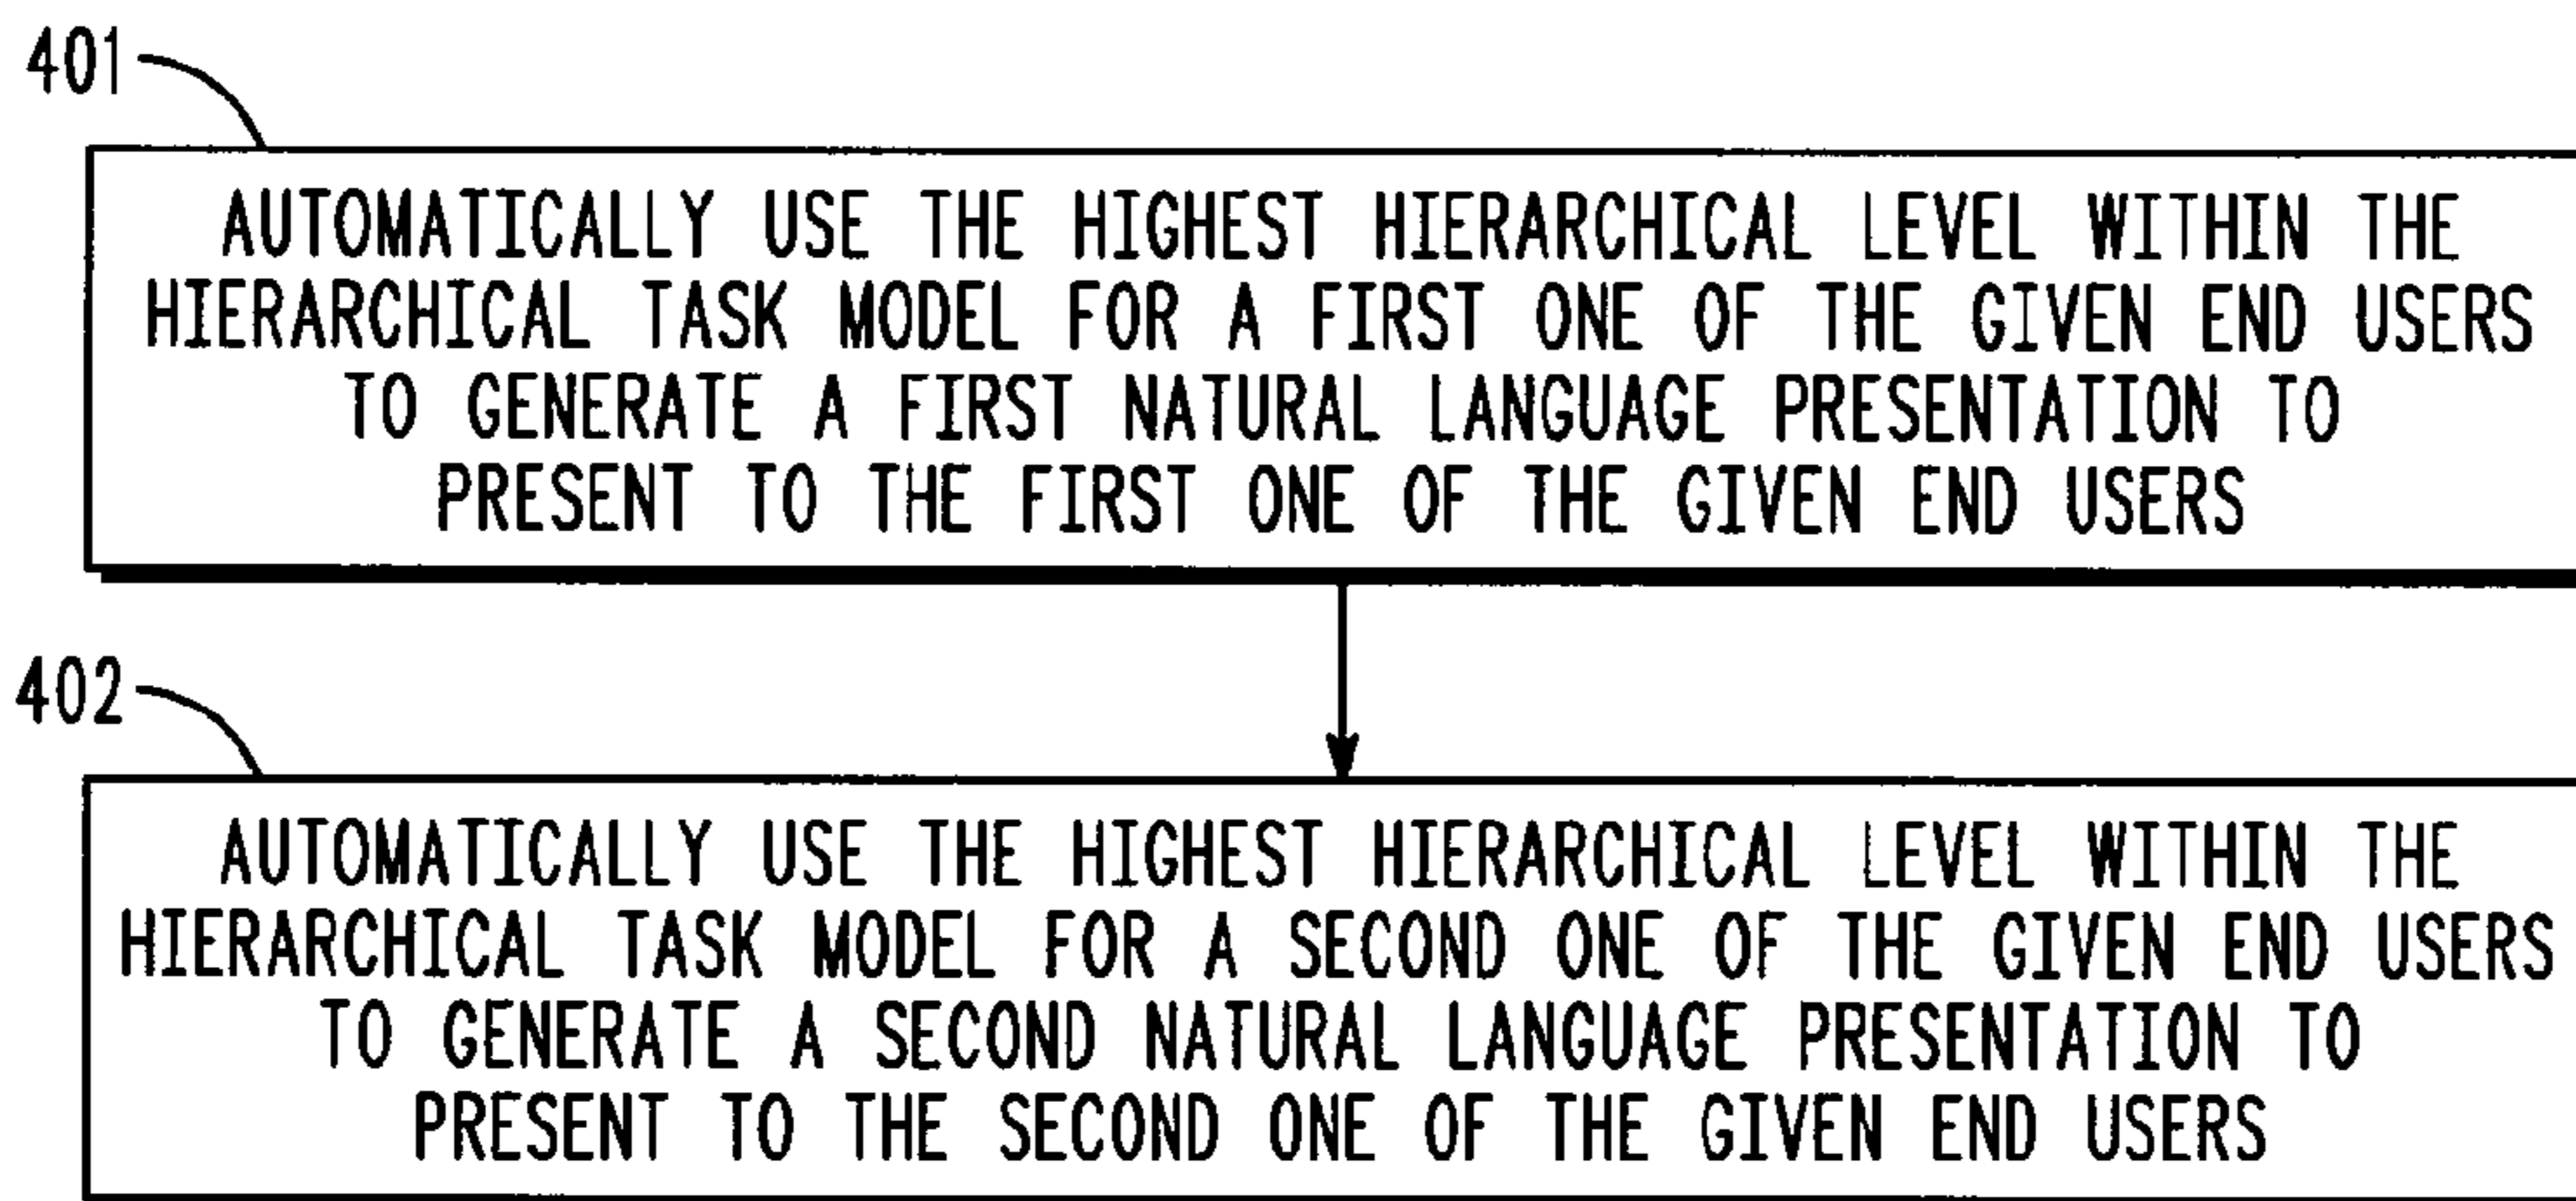 401
AUTOMATICALLY USE THE HIGHEST HIERARCHICAL LEVEL WITHIN THE
HIERARCHICAL TASK MODEL FOR A FIRST ONE OF THE GIVEN END USERS
TO GENERATE A FIRST NATURAL LANGUAGE PRESENTATION TO
PRESENT TO THE FIRST ONE OF THE GIVEN END USERS
402
AUTOMATICALLY USE THE HIGHEST HIERARCHICAL LEVEL WITHIN THE
HIERARCHICAL TASK MODEL FOR A SECOND ONE OF THE GIVEN END USERS
TO GENERATE A SECOND NATURAL LANGUAGE PRESENTATION TO
PRESENT TO THE SECOND ONE OF THE GIVEN END USERS